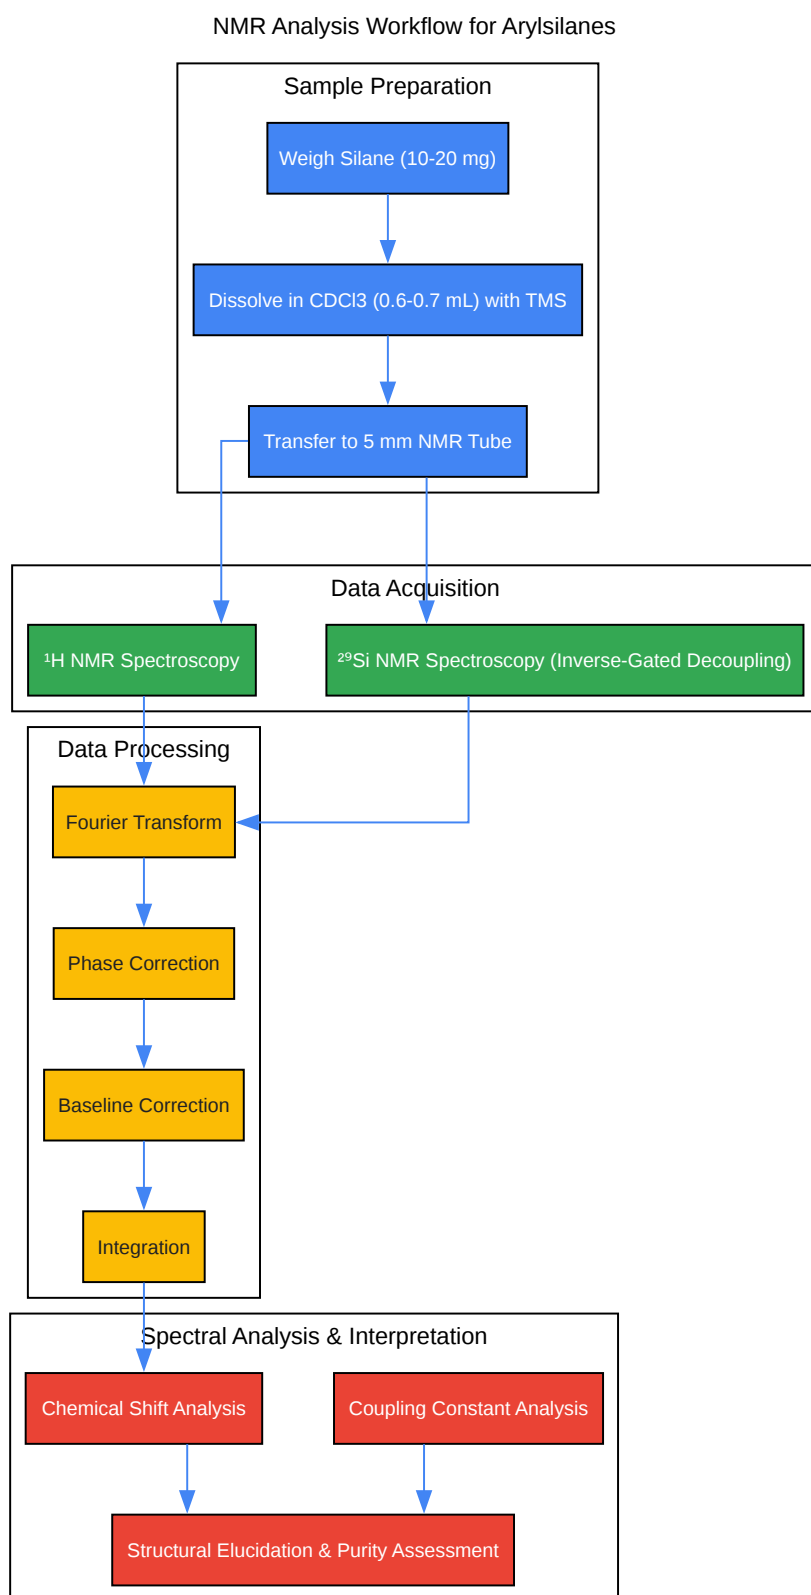 NMR Analysis Workflow for Arylsilanes
Sample Preparation
Weigh Silane (10-20 mg)
Dissolve in CDCl3 (0.6-0.7 mL) with TMS
Transfer to 5 mm NMR Tube
Data Acquisition
¹H NMR Spectroscopy
²⁹Si NMR Spectroscopy (Inverse-Gated Decoupling)
Data Processing
Fourier Transform
Phase Correction
Baseline Correction
Integration
Spectral Analysis & Interpretation
Chemical Shift Analysis
Coupling Constant Analysis
Structural Elucidation & Purity Assessment